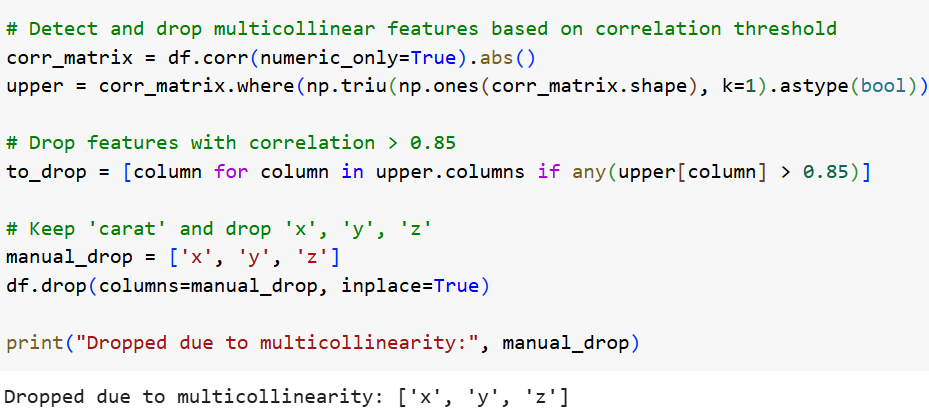 # Detect and drop multicollinear features based on correlation threshold
corr_matrix = df.corr(numeric_only=True).abs()
upper = corr_matrix.where(np.triu(np.ones(corr_matrix.shape), k=1).astype(bool))
# Drop features with correlation > 0.85
to_drop = [column for column in upper.columns if any(upper[column] > 0.85)]
# Keep 'carat' and drop 'x', 'y', 'z'
manual_drop = ['x', 'y', 'z']
df.drop(columns=manual_drop, inplace=True)
print("Dropped due to multicollinearity:", manual_drop)
Dropped due to multicollinearity: ['x', 'y', 'z']